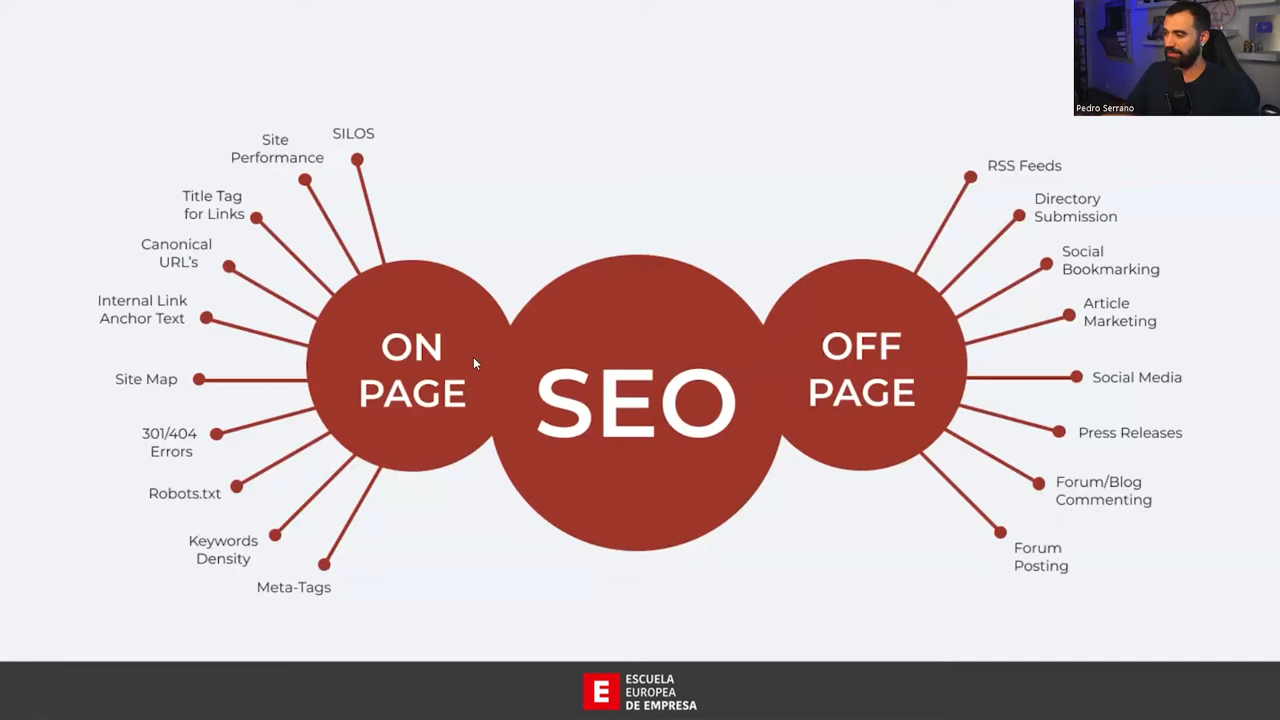 Pedro Serrano
SILOS
Site
Performance
Title Tag
for Links
Canonical
URL's
Internal Link
Anchor Text
Site Map
301/404
Errors
Robots.txt
Keywords
Density
Meta-Tags
ON
PAGE
SEO
OFF
PAGE
RSS Feeds
Directory
Submission
Social
Bookmarking
Article
Marketing
Social Media
Press Releases
Forum/Blog
Commenting
Forum
Posting
E
ESCUELA
EUROPEA
DE EMPRESA